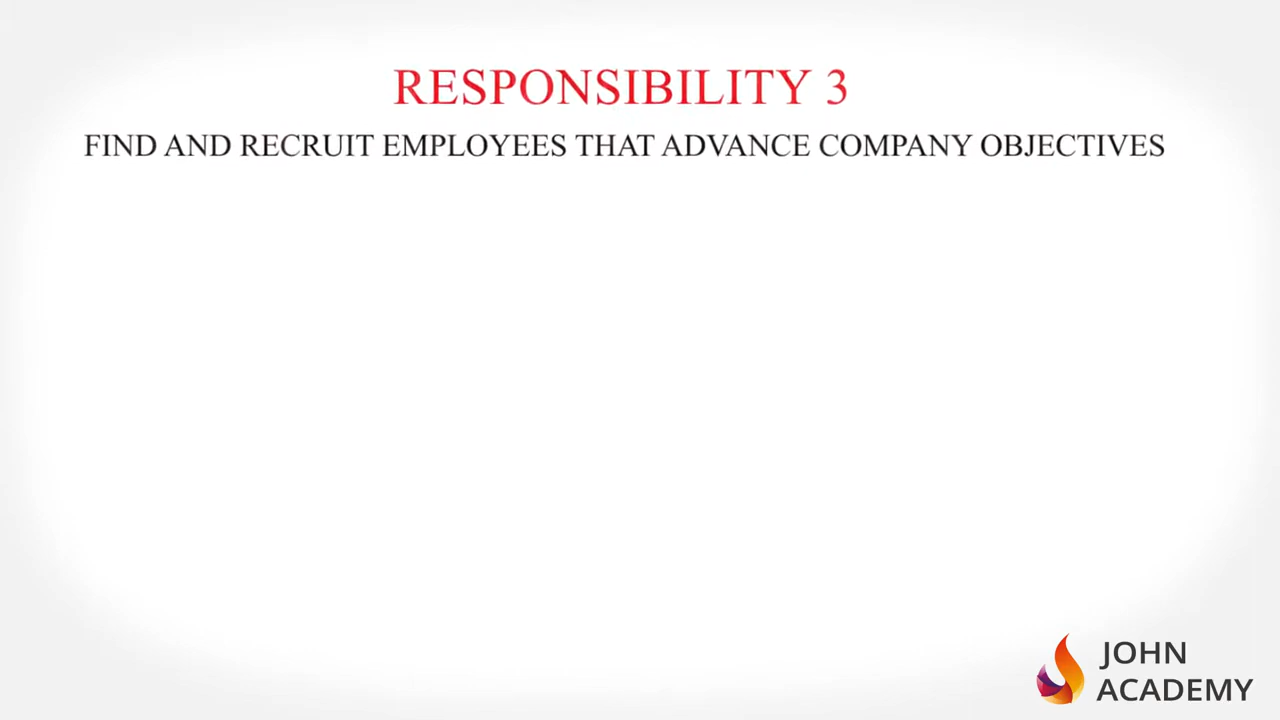 RESPONSIBILITY 3
FIND AND RECRUIT EMPLOYEES THAT ADVANCE COMPANY OBJECTIVES
JOHN
ACADEMY